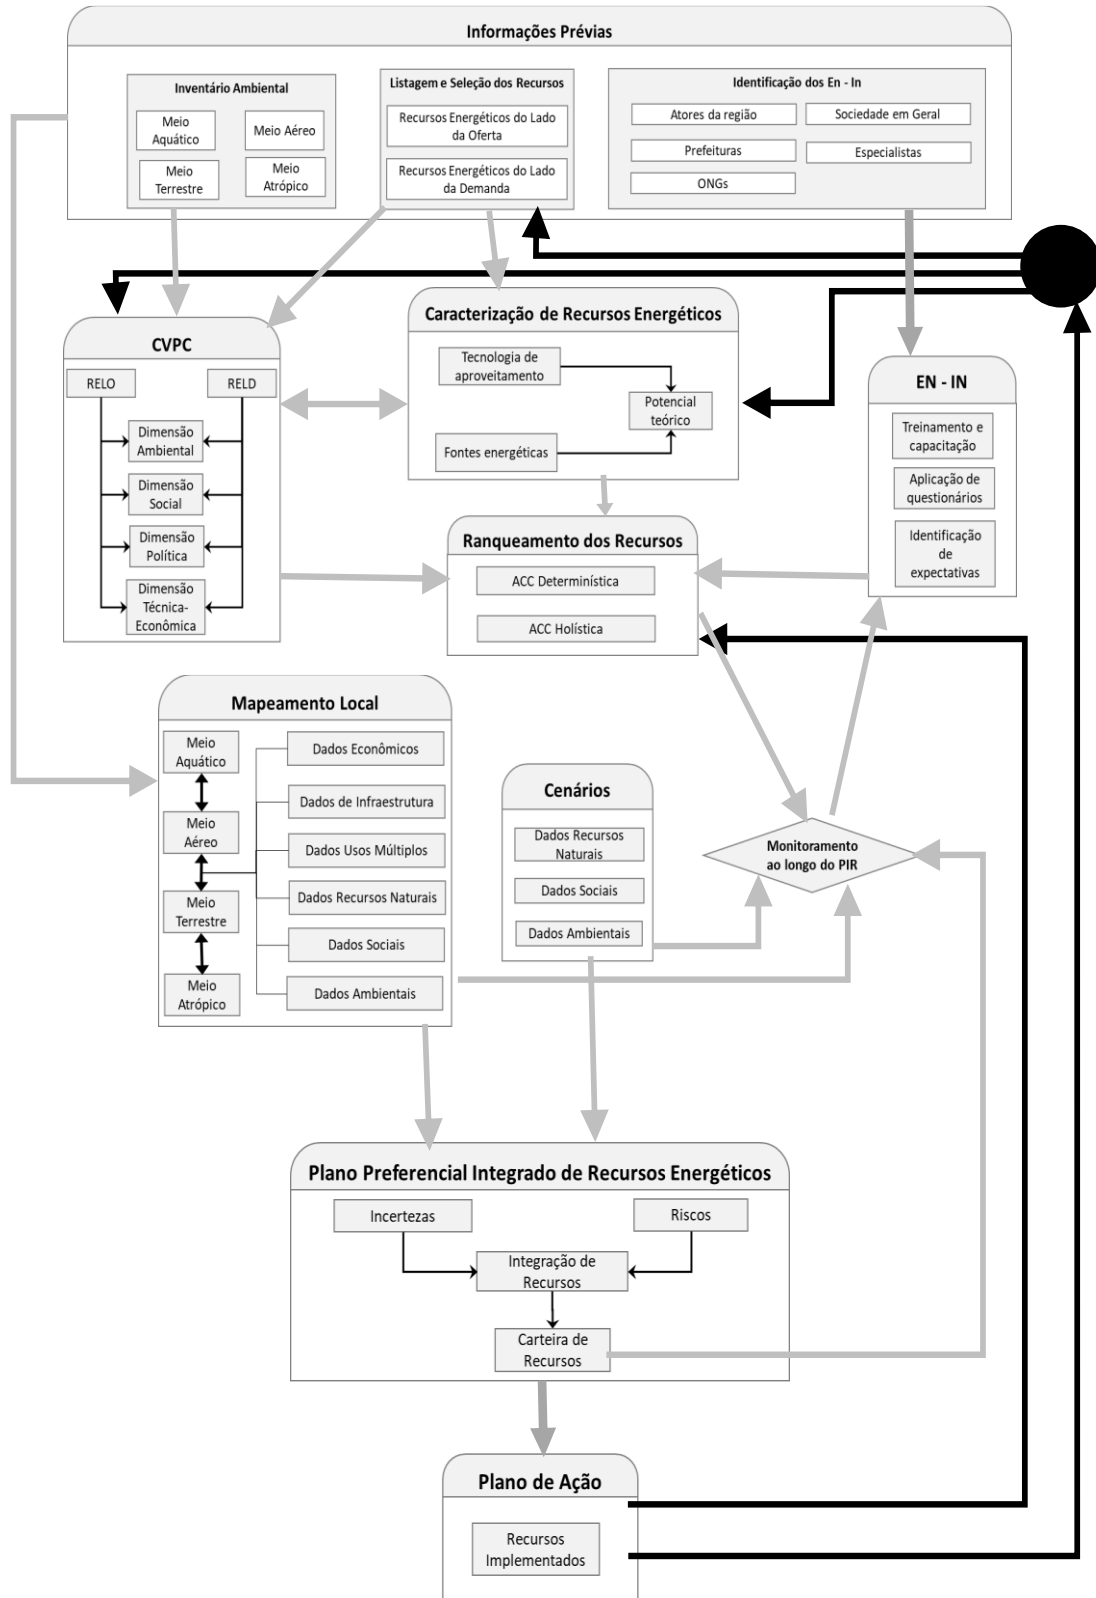 Informações Prévias
Inventário Ambiental
Meio
Aquático
Meio Aéreo
Meio
Terrestre
Meio
Atrópico
Listagem e Seleção dos Recursos
Recursos Energéticos do Lado
da Oferta
Recursos Energéticos do Lado
da Demanda
Identificação dos En - In
Atores da região
Sociedade em Geral
Prefeituras
Especialistas
ONGs
CVPC
RELO
RELD
Dimensão
Ambiental
Dimensão
Social
Dimensão
Política
Dimensão
Técnica-
Econômica
Caracterização de Recursos Energéticos
Tecnologia de
aproveitamento
Potencial
teórico
Fontes energéticas
EN - IN
Treinamento e
capacitação
Aplicação de
questionários
Identificação
de
expectativas
Ranqueamento dos Recursos
ACC Determinística
ACC Holística
Mapeamento Local
Meio
Aquático
Meio
Aéreo
Meio
Terrestre
Meio
Atrópico
Dados Econômicos
Dados de Infraestrutura
Dados Usos Múltiplos
Dados Recursos Naturais
Dados Sociais
Dados Ambientais
Cenários
Dados Recursos
Naturais
Dados Sociais
Dados Ambientais
Monitoramento
ao longo do PIR
Plano Preferencial Integrado de Recursos Energéticos
Incertezas
Riscos
Integração de
Recursos
Carteira de
Recursos
Plano de Ação
Recursos
Implementados